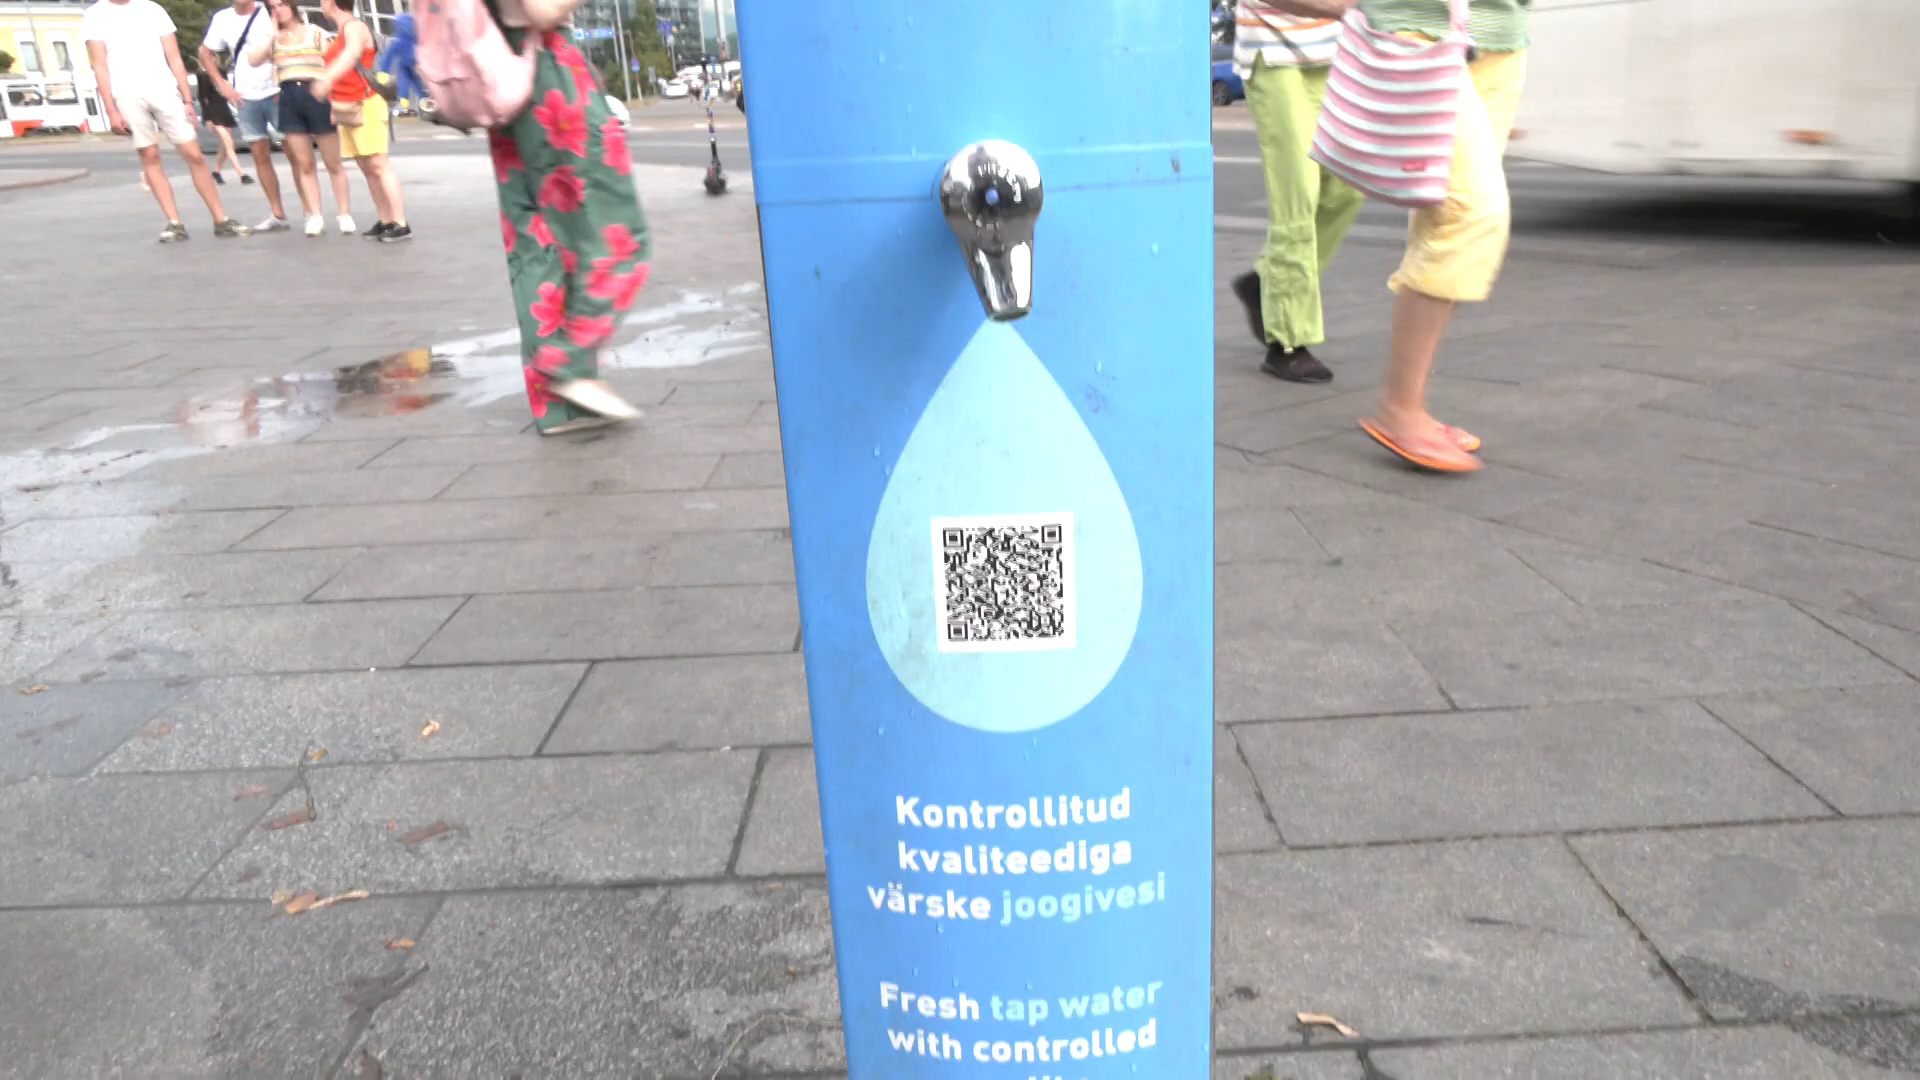 Kontrollitud
kvaliteediga
värske joogivesi
Fresh tap water
with controlled